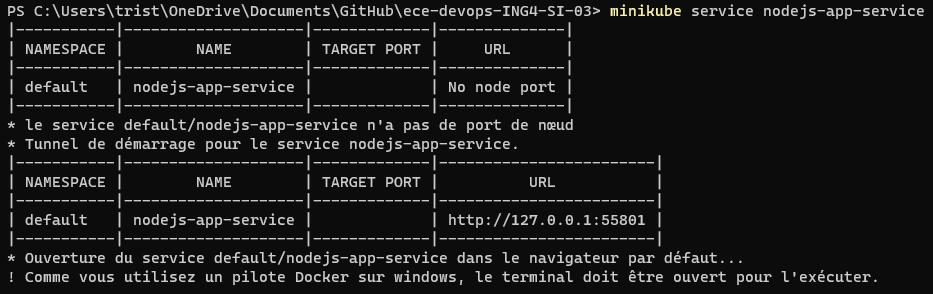 PS C:\Users\trist\OneDrive\Documents\GitHub\ece-devops-ING4-SI-03> minikube service nodejs-app-service
|-----------|--------------------|-------------|--------------|
| NAMESPACE |        NAME        | TARGET PORT |     URL      |
|-----------|--------------------|-------------|--------------|
| default   | nodejs-app-service |             | No node port |
|-----------|--------------------|-------------|--------------|
* le service default/nodejs-app-service n'a pas de port de nœud
* Tunnel de démarrage pour le service nodejs-app-service.
|-----------|--------------------|-------------|------------------------|
| NAMESPACE |        NAME        | TARGET PORT |          URL           |
|-----------|--------------------|-------------|------------------------|
| default   | nodejs-app-service |             | http://127.0.0.1:55801 |
|-----------|--------------------|-------------|------------------------|
* Ouverture du service default/nodejs-app-service dans le navigateur par défaut...
! Comme vous utilisez un pilote Docker sur windows, le terminal doit être ouvert pour l'exécuter.